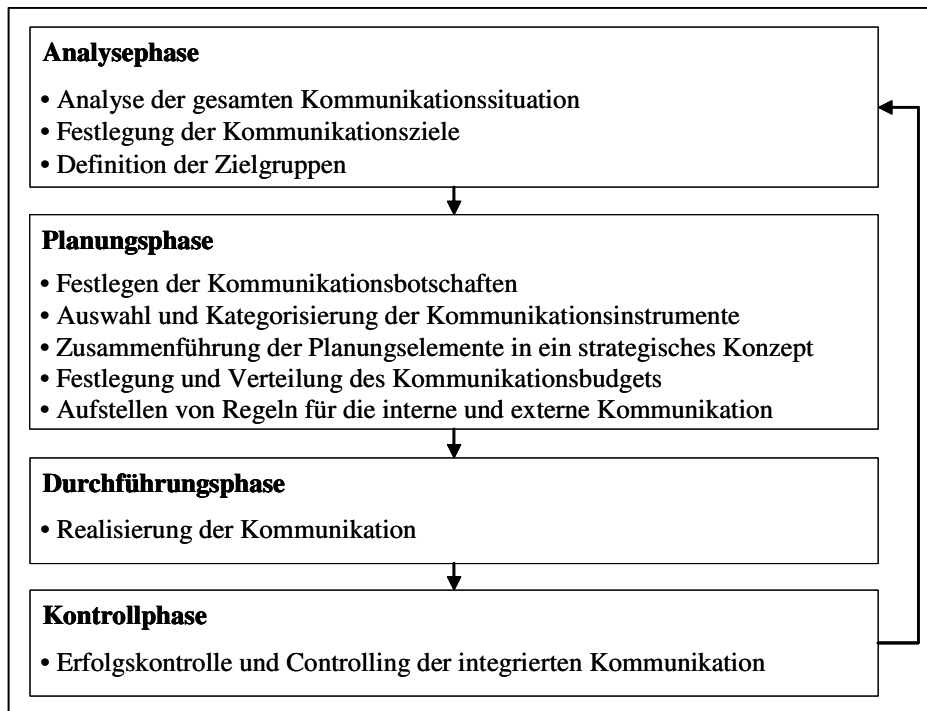 Analysephase
• Analyse der gesamten Kommunikationssituation
• Festlegung der Kommunikationsziele
• Definition der Zielgruppen
Planungsphase
• Festlegen der Kommunikationsbotschaften
• Auswahl und Kategorisierung der Kommunikationsinstrumente
• Zusammenführung der Planungselemente in ein strategisches Konzept
• Festlegung und Verteilung des Kommunikationsbudgets
• Aufstellen von Regeln für die interne und externe Kommunikation
Durchführungsphase
• Realisierung der Kommunikation
Kontrollphase
• Erfolgskontrolle und Controlling der integrierten Kommunikation